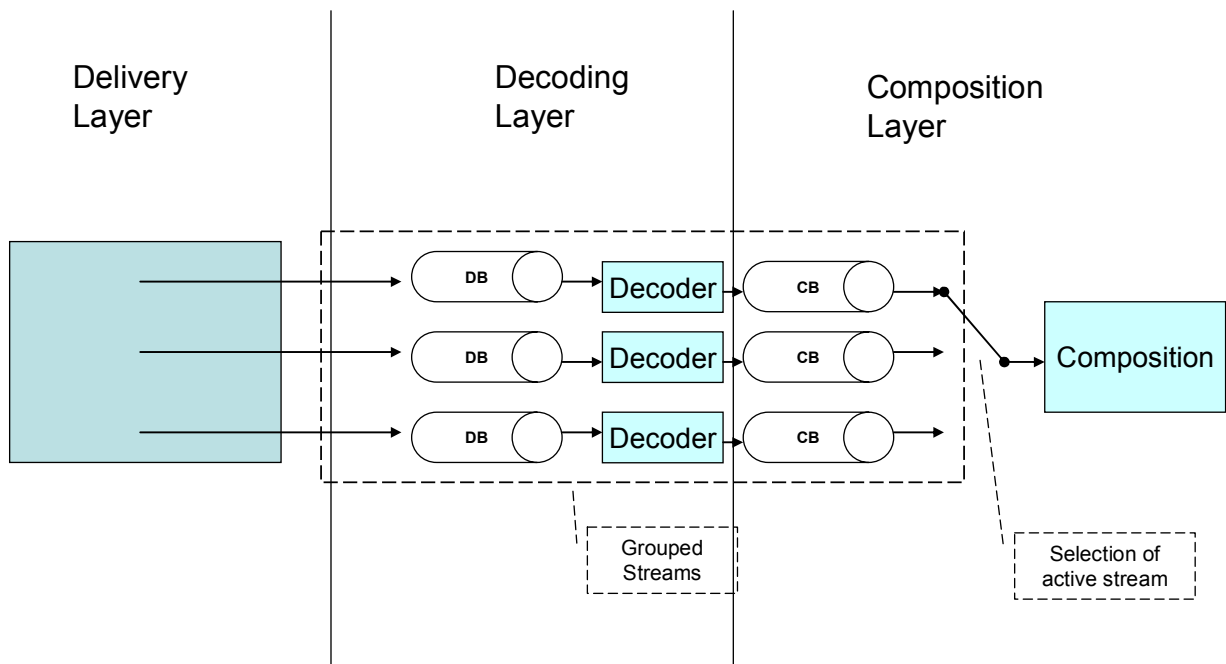 Delivery
Layer
Decoding
Layer
Composition
Layer
DB
Decoder
CB
DB
Decoder
CB
Composition
DB
Decoder
CB
Grouped
Streams
Selection of
active stream